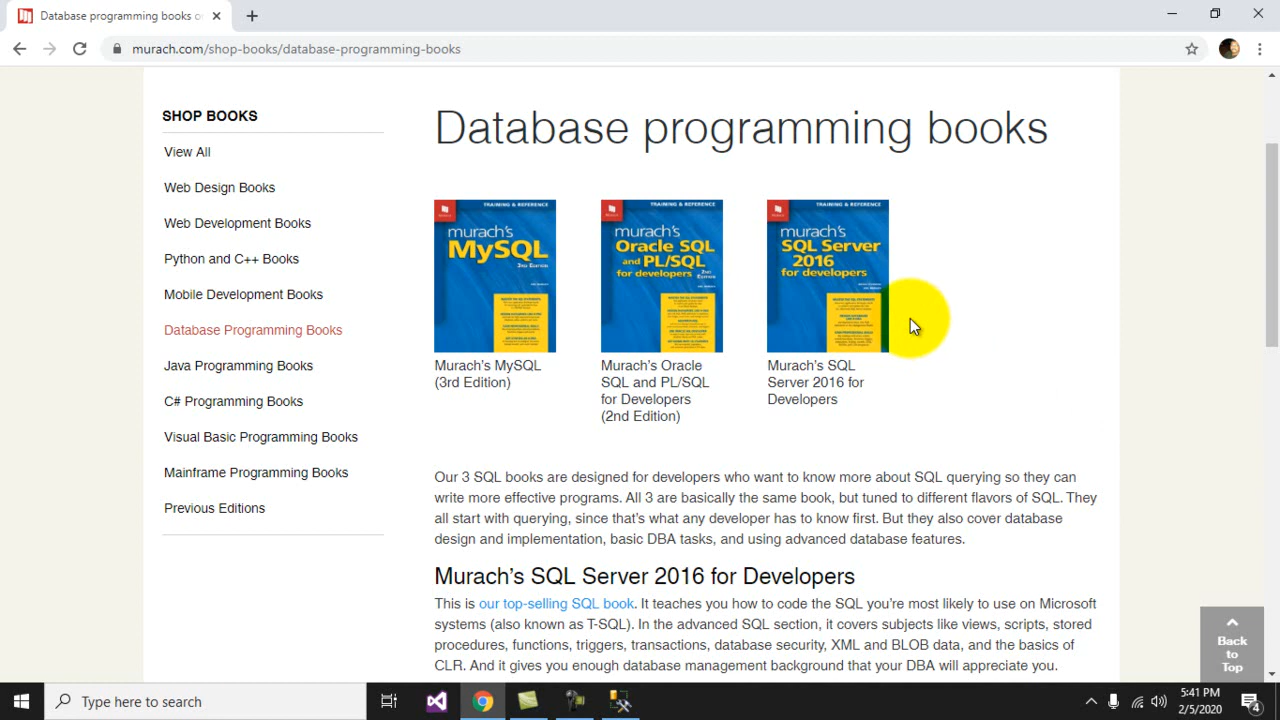 Database programming books o
murach.com/shop-books/database-programming-books
SHOP BOOKS
View All
Web Design Books
Web Development Books
Python and C++ Books
Mobile Development Books
Database Programming Books
Java Programming Books
C# Programming Books
Visual Basic Programming Books
Mainframe Programming Books
Previous Editions
Database programming books
TRAINING & REFERENCE
murach's
MySQL
3RD EDITION
Murach's MySQL
(3rd Edition)
TRAINING & REFERENCE
murach's
Oracle SQL
and PL/SQL
for developers
2ND EDITION
Murach's Oracle
SQL and PL/SQL
for Developers
(2nd Edition)
TRAINING & REFERENCE
murach's
SQL Server
2016
for developers
Murach's SQL
Server 2016 for
Developers
Our 3 SQL books are designed for developers who want to know more about SQL querying so they can
write more effective programs. All 3 are basically the same book, but tuned to different flavors of SQL. They
all start with querying, since that's what any developer has to know first. But they also cover database
design and implementation, basic DBA tasks, and using advanced database features.
Murach's SQL Server 2016 for Developers
This is our top-selling SQL book. It teaches you how to code the SQL you're most likely to use on Microsoft
systems (also known as T-SQL). In the advanced SQL section, it covers subjects like views, scripts, stored
procedures, functions, triggers, transactions, database security, XML and BLOB data, and the basics of
CLR. And it gives you enough database management background that your DBA will appreciate you.
Back
to
Top
Type here to search
5:41 PM
2/5/2020
4